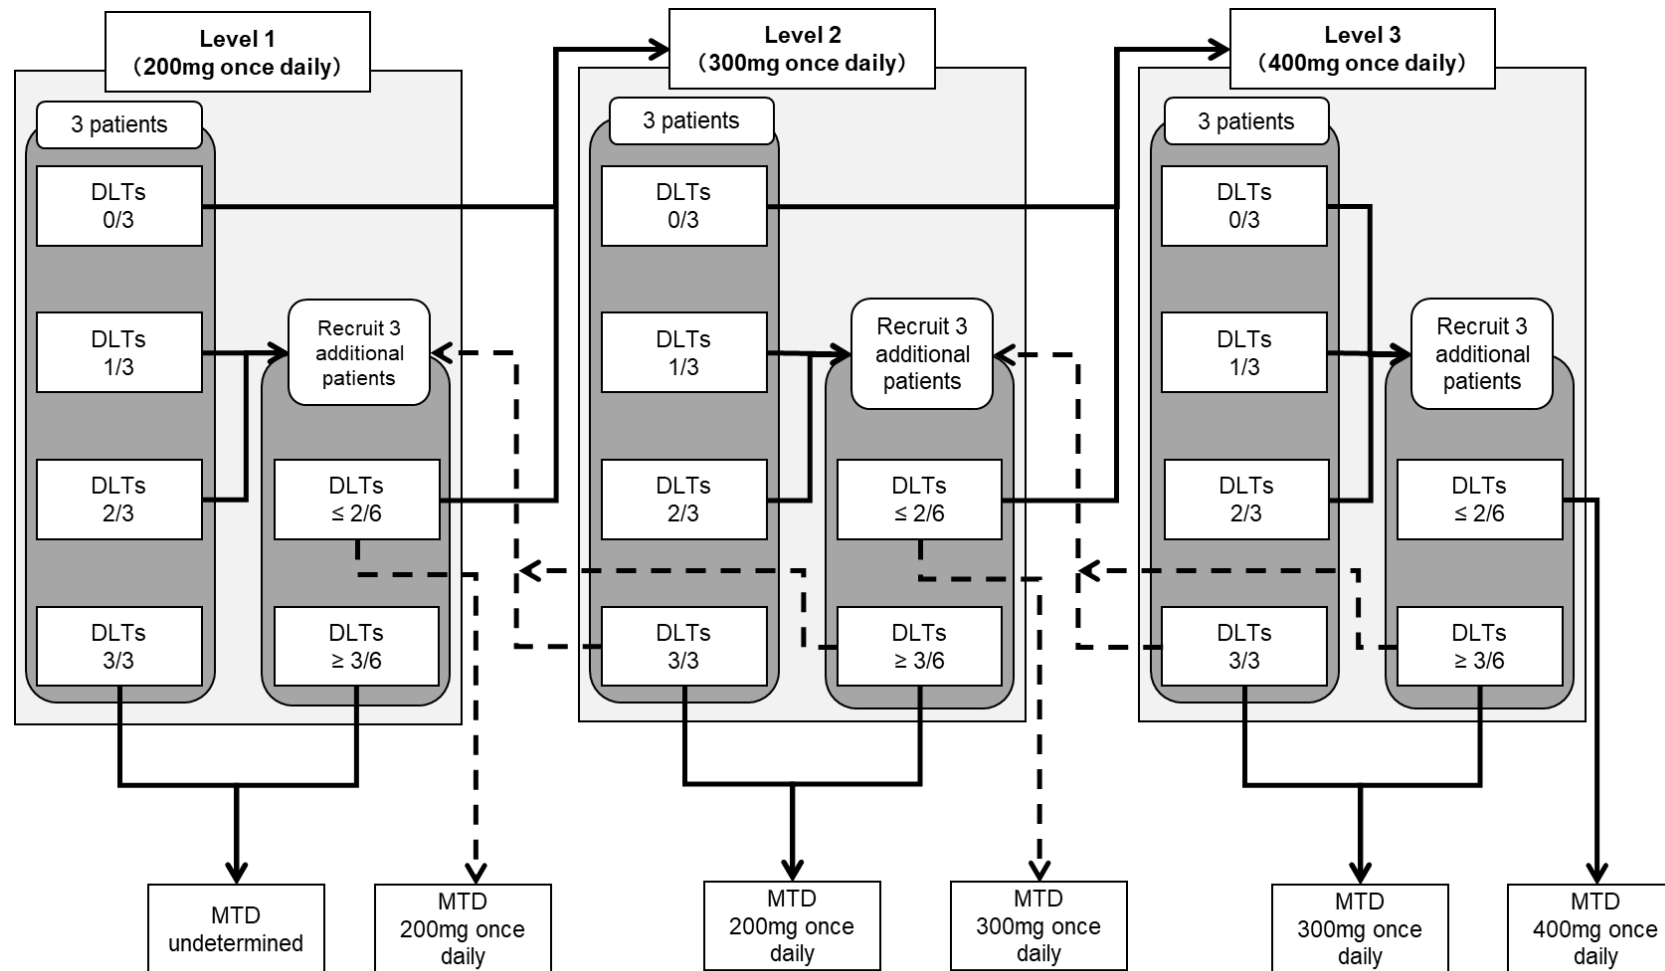 Level 1
（200mg once daily）
3 patients
DLTs
0/3
DLTs
1/3
DLTs
2/3
DLTs
3/3
Recruit 3
additional
patients
DLTs
≤ 2/6
DLTs
≥ 3/6
Level 2
（300mg once daily）
3 patients
DLTs
0/3
DLTs
1/3
DLTs
2/3
DLTs
3/3
Recruit 3
additional
patients
DLTs
≤ 2/6
DLTs
≥ 3/6
Level 3
（400mg once daily）
3 patients
DLTs
0/3
DLTs
1/3
DLTs
2/3
DLTs
3/3
Recruit 3
additional
patients
DLTs
≤ 2/6
DLTs
≥ 3/6
MTD
undetermined
MTD
200mg once
daily
MTD
200mg once
daily
MTD
300mg once
daily
MTD
300mg once
daily
MTD
400mg once
daily